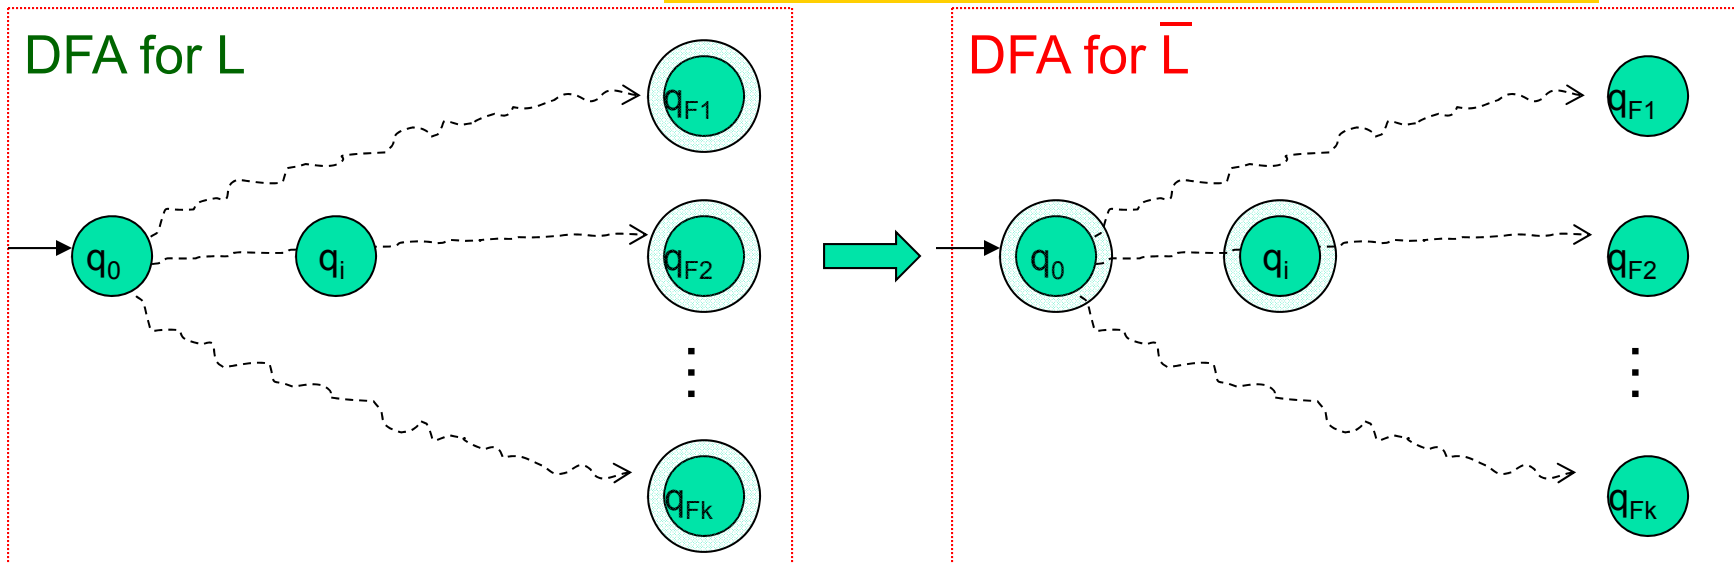 DFA for L
q0
qi
qF1
qF2
⋮
qFk
DFA for L̅
q0
qi
qF1
qF2
⋮
qFk